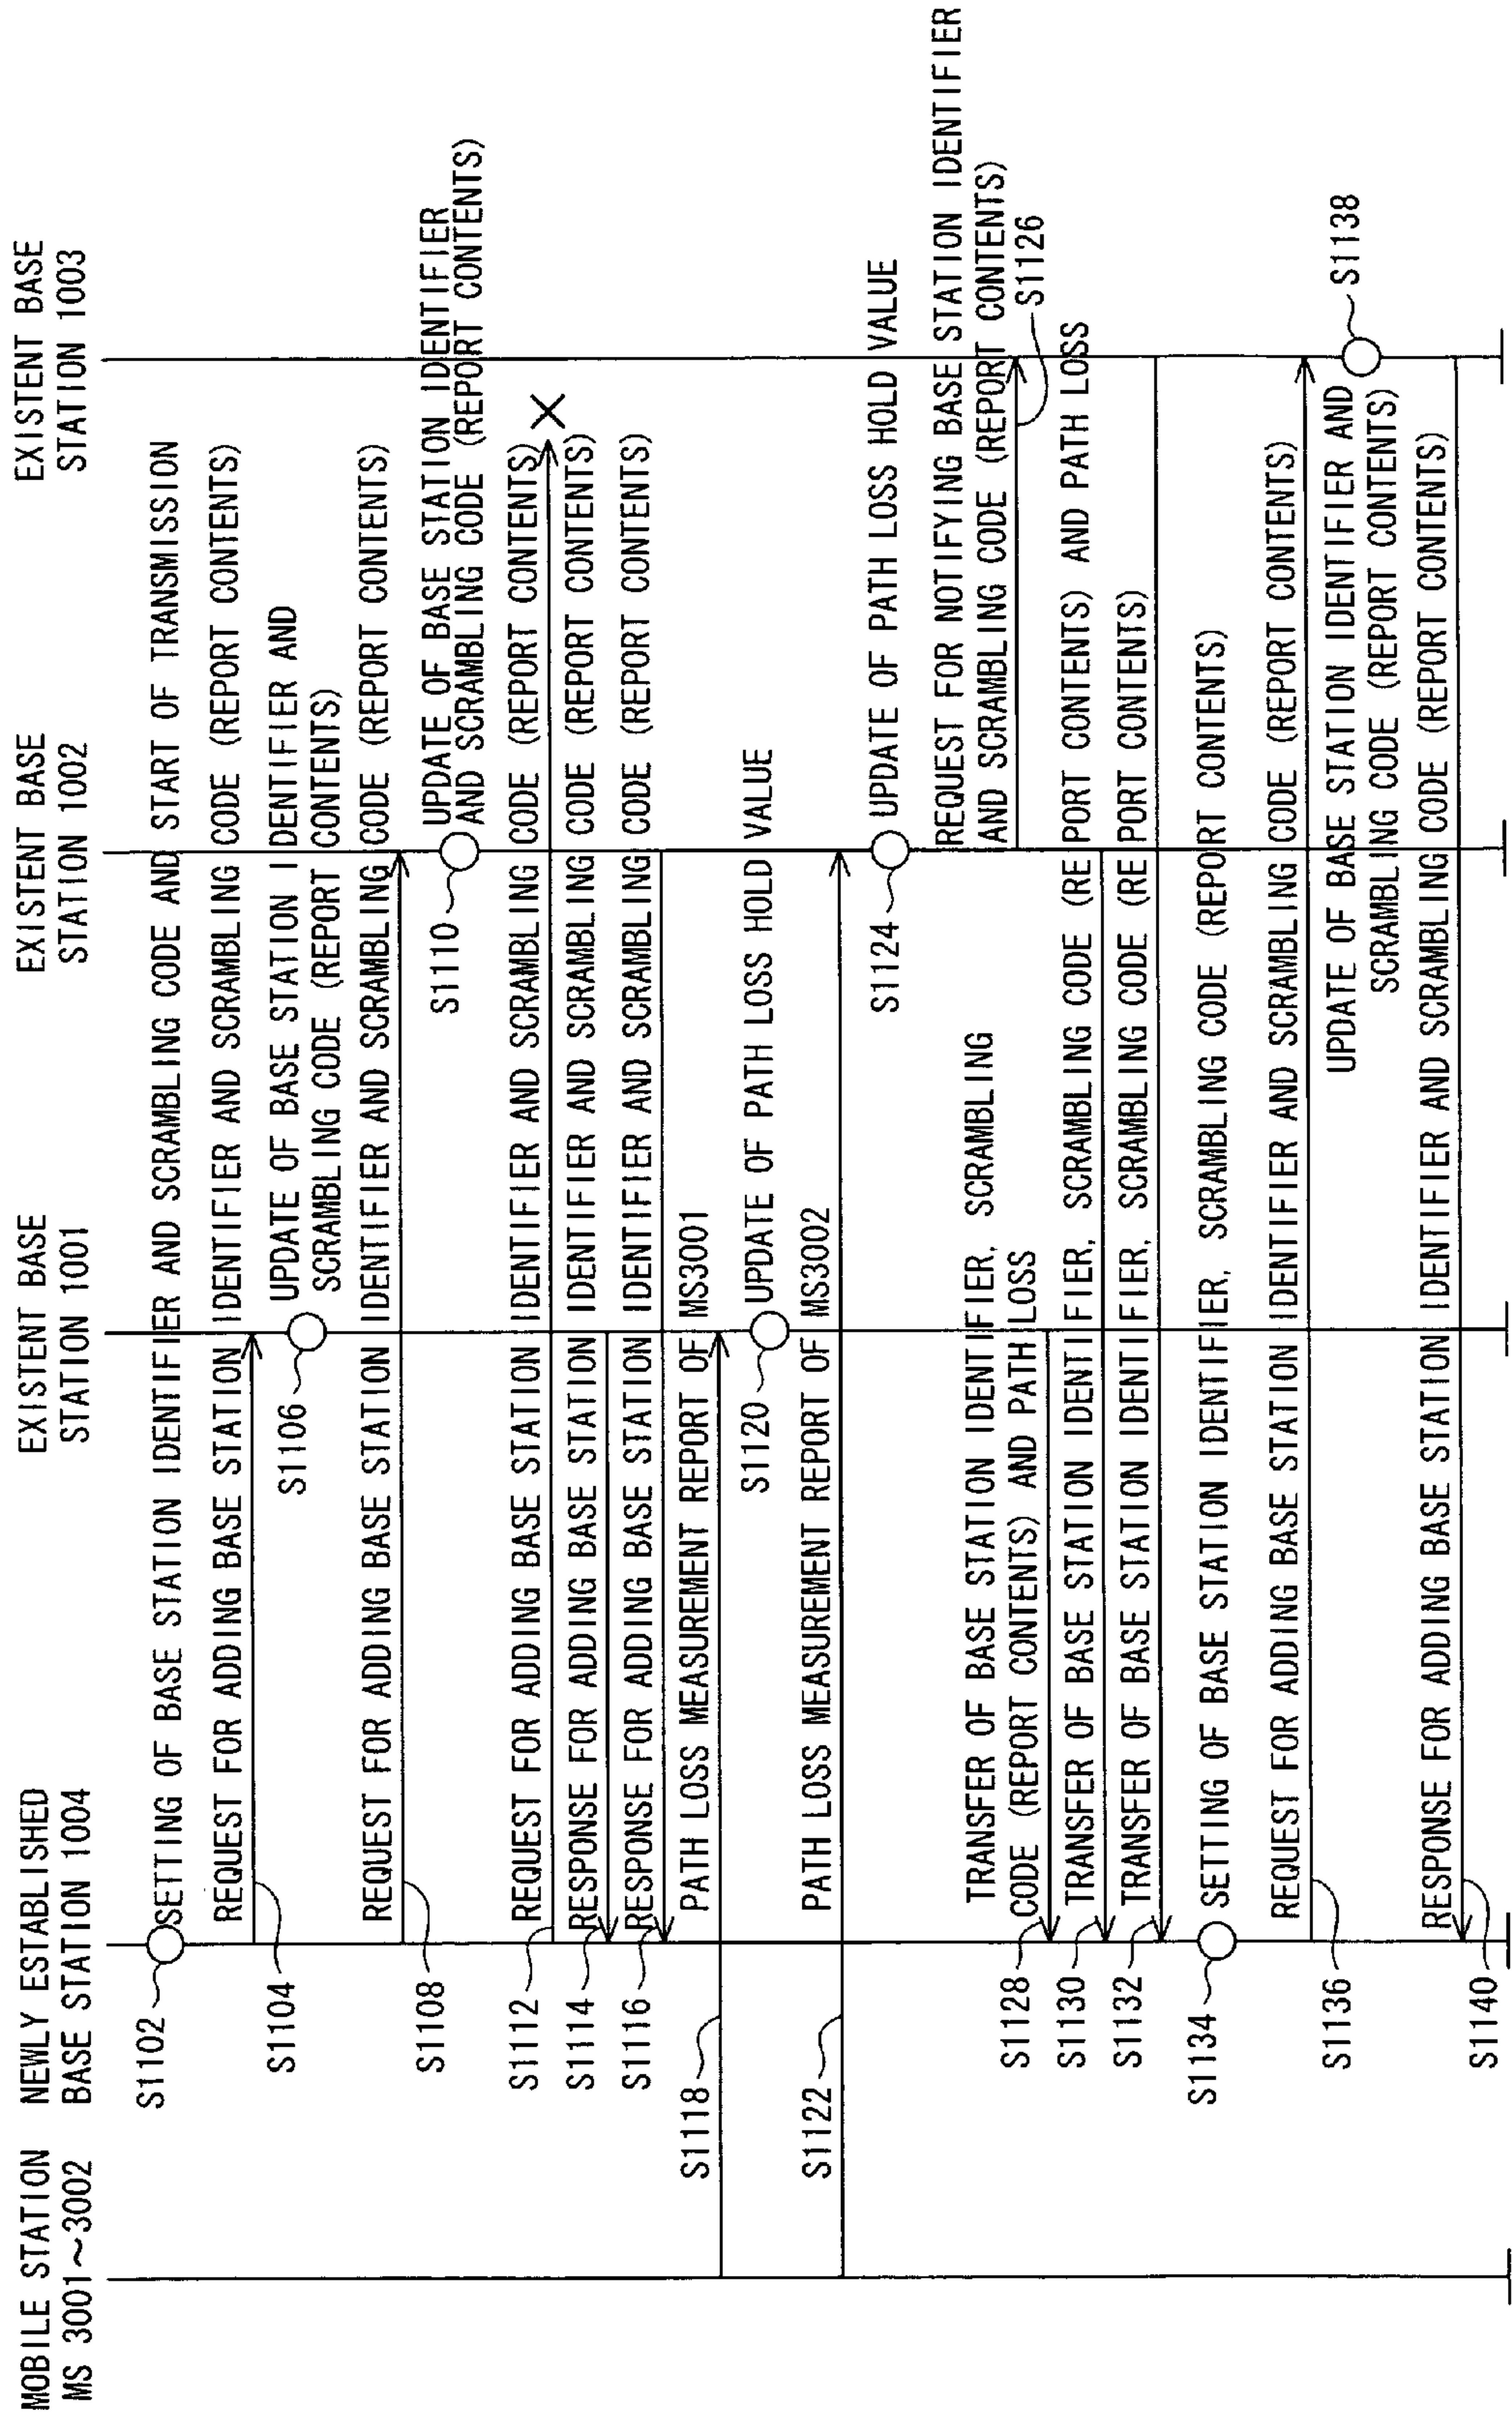 MOBILE STATION
MS 3001~3002
NEWLY ESTABLISHED
BASE STATION 1004
EXISTENT BASE
STATION 1001
EXISTENT BASE
STATION 1002
EXISTENT BASE
STATION 1003
S1102
SETTING OF BASE STATION IDENTIFIER AND SCRAMBLING CODE AND START OF TRANSMISSION
REQUEST FOR ADDING BASE STATION IDENTIFIER AND SCRAMBLING CODE (REPORT CONTENTS)
S1104
S1106
UPDATE OF BASE STATION IDENTIFIER AND
SCRAMBLING CODE (REPORT CONTENTS)
REQUEST FOR ADDING BASE STATION IDENTIFIER AND SCRAMBLING CODE (REPORT CONTENTS)
S1108
S1110
UPDATE OF BASE STATION IDENTIFIER
AND SCRAMBLING CODE (REPORT CONTENTS)
S1112
REQUEST FOR ADDING BASE STATION IDENTIFIER AND SCRAMBLING CODE (REPORT CONTENTS)
S1114
RESPONSE FOR ADDING BASE STATION IDENTIFIER AND SCRAMBLING CODE (REPORT CONTENTS)
S1116
RESPONSE FOR ADDING BASE STATION IDENTIFIER AND SCRAMBLING CODE (REPORT CONTENTS)
S1118
PATH LOSS MEASUREMENT REPORT OF MS3001
S1120
UPDATE OF PATH LOSS HOLD VALUE
S1122
PATH LOSS MEASUREMENT REPORT OF MS3002
S1124
UPDATE OF PATH LOSS HOLD VALUE
REQUEST FOR NOTIFYING BASE STATION IDENTIFIER
AND SCRAMBLING CODE (REPORT CONTENTS)
S1126
TRANSFER OF BASE STATION IDENTIFIER, SCRAMBLING
CODE (REPORT CONTENTS) AND PATH LOSS
S1128
S1130
TRANSFER OF BASE STATION IDENTIFIER, SCRAMBLING CODE (REPORT CONTENTS) AND PATH LOSS
S1132
TRANSFER OF BASE STATION IDENTIFIER, SCRAMBLING CODE (REPORT CONTENTS)
S1134
SETTING OF BASE STATION IDENTIFIER, SCRAMBLING CODE (REPORT CONTENTS)
REQUEST FOR ADDING BASE STATION IDENTIFIER AND SCRAMBLING CODE (REPORT CONTENTS)
S1136
UPDATE OF BASE STATION IDENTIFIER AND
SCRAMBLING CODE (REPORT CONTENTS)
S1138
RESPONSE FOR ADDING BASE STATION IDENTIFIER AND SCRAMBLING CODE (REPORT CONTENTS)
S1140